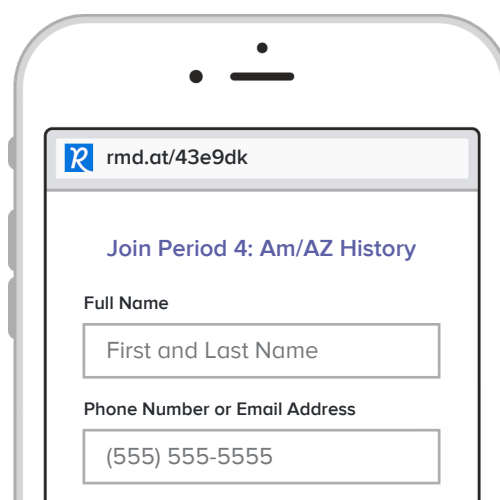 R rmd.at/43e9dk
Join Period 4: Am/AZ History
Full Name
First and Last Name
Phone Number or Email Address
(555) 555-5555